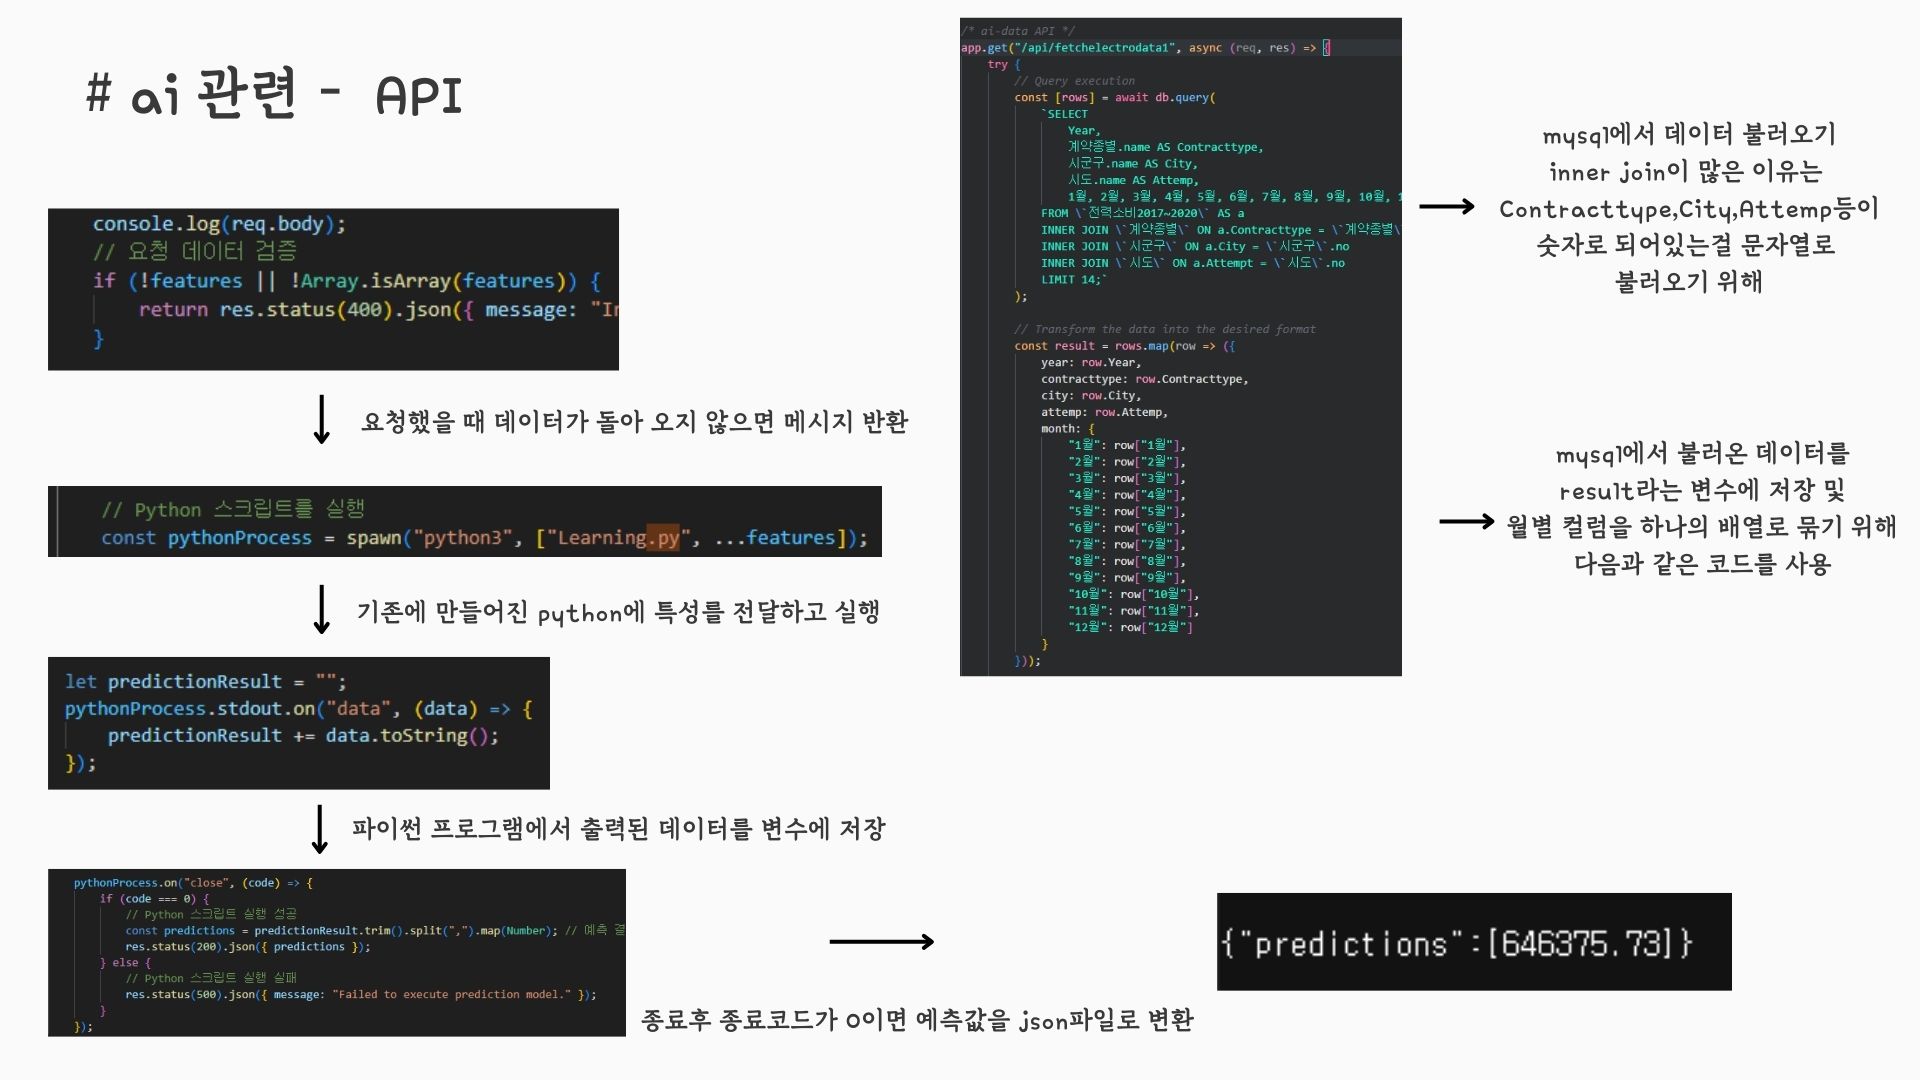 # ai 관련 - API
console.log(req.body);
// 요청 데이터 검증
if (!features || !Array.isArray(features)) {
return res.status(400).json({ message:
}
요청했을 때 데이터가 돌아 오지 않으면 메시지 반환
// Python 스크립트를 실행
const pythonProcess = spawn("python3", ["Learning.py", ...features]);
기존에 만들어진 python에 특성를 전달하고 실행
let predictionResult = "";
pythonProcess.stdout.on("data", (data) => {
predictionResult += data.toString();
});
파이썬 프로그램에서 출력된 데이터를 변수에 저장
pythonProcess.on("close", (code) => {
if (code === 0) {
// Python 스크립트 실행 성공
const predictions = predictionResult.trim().split(",").map(Number); // 예측
res.status(200).json({ predictions });
} else {
// Python 스크립트 실행 실패
res.status(500).json({ message: "Failed to execute prediction model." });
}
});
종료후 종료코드가 0이면 예측값을 json파일로 변환
/* ai-data API */
app.get("/api/fetchelectrodata1", async (req, res) => {
try {
// Query execution
const [rows] = await db.query(
`SELECT
Year,
계약종별.name AS Contracttype,
시군구.name AS City,
시도.name AS Attemp,
1월, 2월, 3월, 4월, 5월, 6월, 7월, 8월, 9월, 10월,
FROM \`전력소비2017~2020\` AS a
INNER JOIN \`계약종별\` ON a.Contracttype = \`계약종별\`
INNER JOIN \`시군구\` ON a.City = \`시군구\`.no
INNER JOIN \`시도\` ON a.Attempt = \`시도\`.no
LIMIT 14;`
);
// Transform the data into the desired format
const result = rows.map(row => ({
year: row.Year,
contracttype: row.Contracttype,
city: row.City,
attemp: row.Attemp,
month: {
"1월": row["1월"],
"2월": row["2월"],
"3월": row["3월"],
"4월": row["4월"],
"5월": row["5월"],
"6월": row["6월"],
"7월": row["7월"],
"8월": row["8월"],
"9월": row["9월"],
"10월": row["10월"],
"11월": row["11월"],
"12월": row["12월"]
}
}));
mysql에서 데이터 불러오기
inner join이 많은 이유는
Contracttype,City,Attemp등이
숫자로 되어있는걸 문자열로
불러오기 위해
mysql에서 불러온 데이터를
result라는 변수에 저장 및
월별 컬럼을 하나의 배열로 묶기 위해
다음과 같은 코드를 사용
{"predictions":[646375.73]}